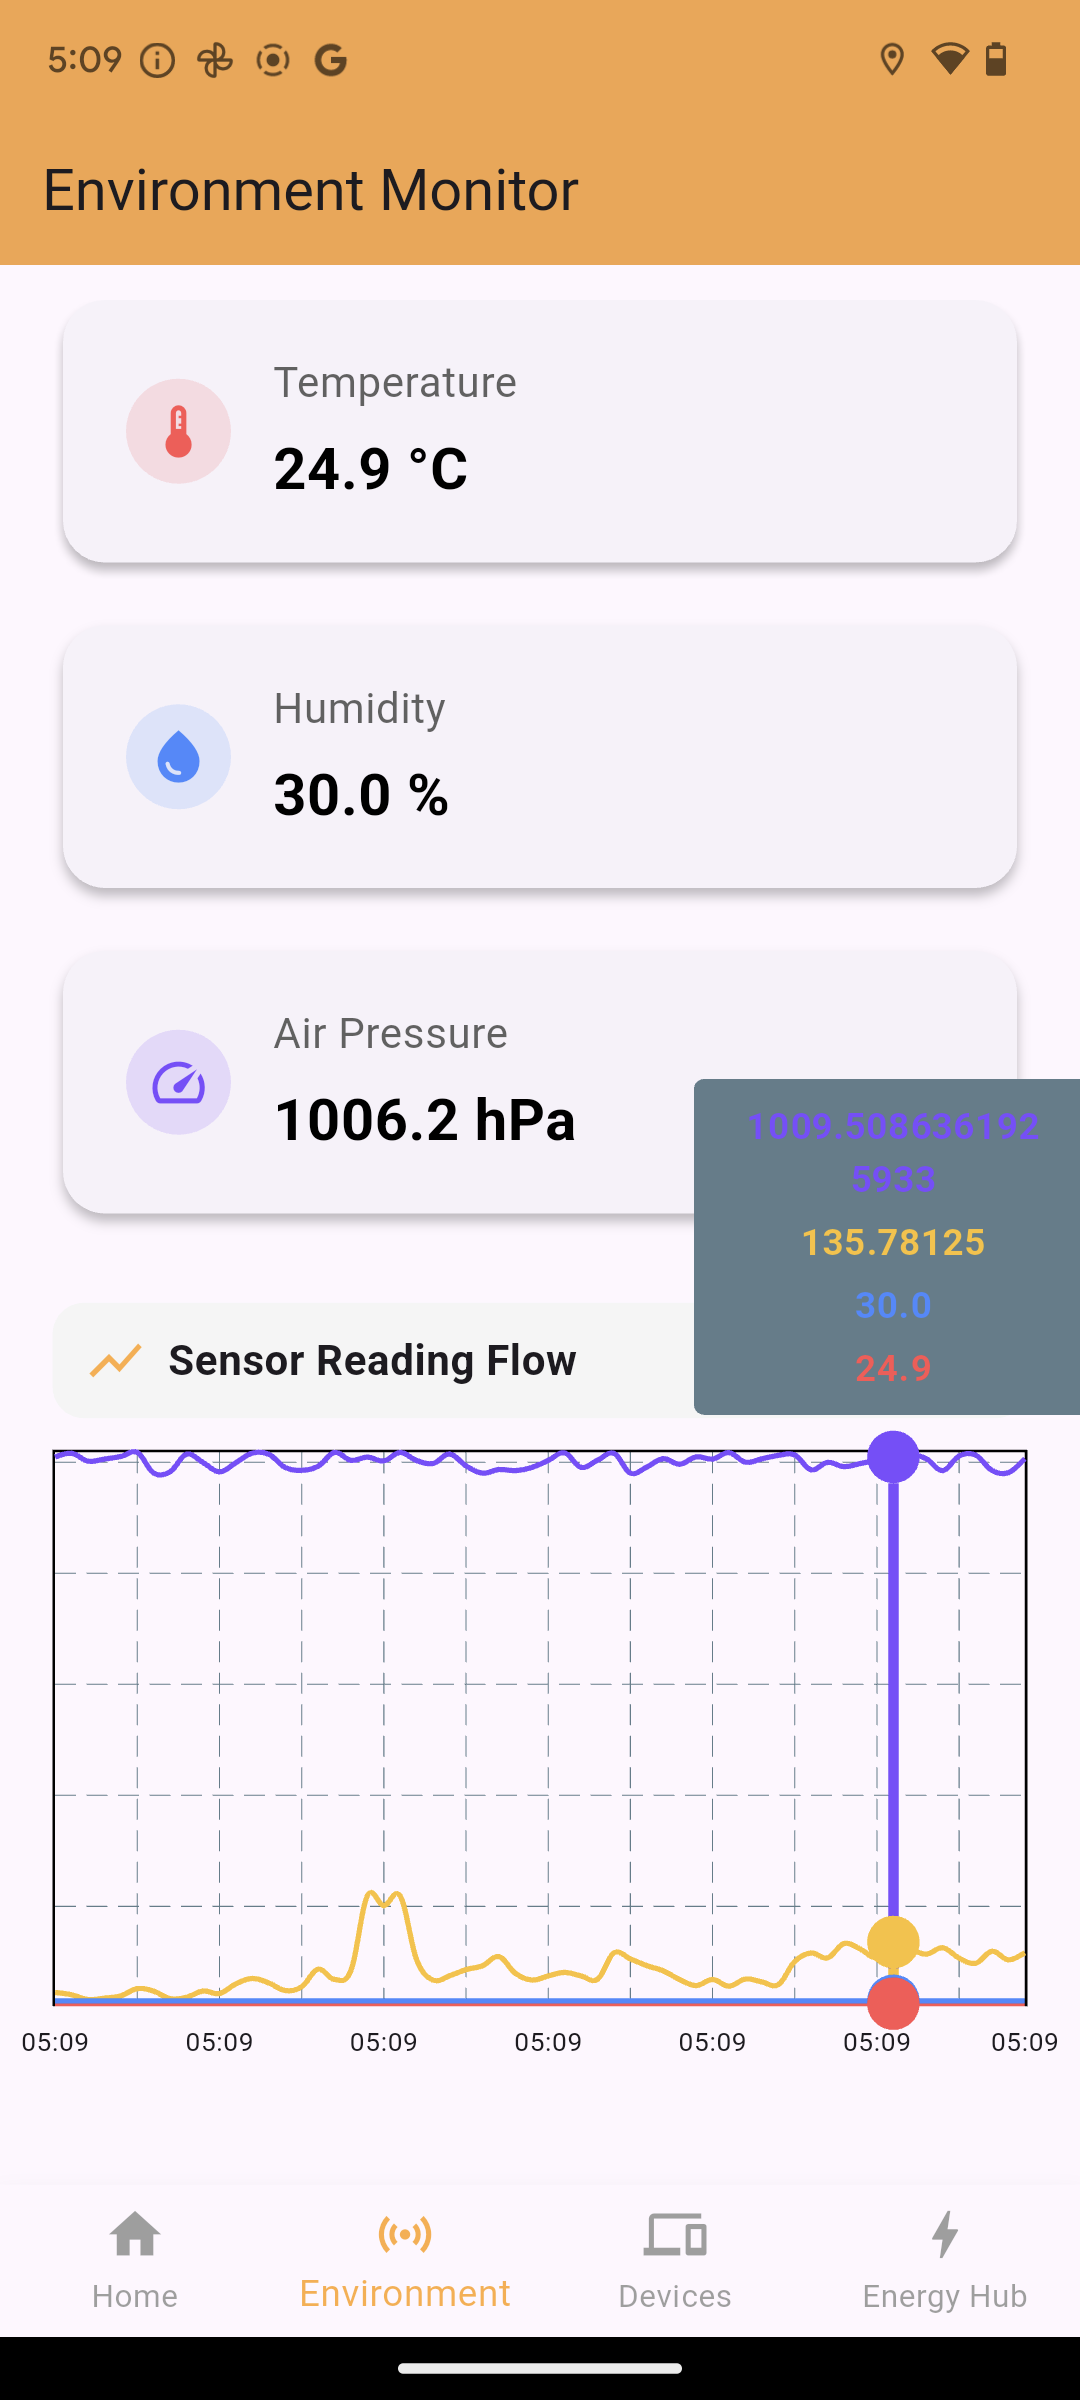 5:09
Environment Monitor
Temperature
24.9 °C
Humidity
30.0 %
Air Pressure
1006.2 hPa
1009.508636192
5933
135.78125
30.0
24.9
Sensor Reading Flow
05:09 05:09 05:09 05:09 05:09 05:09 05:09
Home Environment Devices Energy Hub